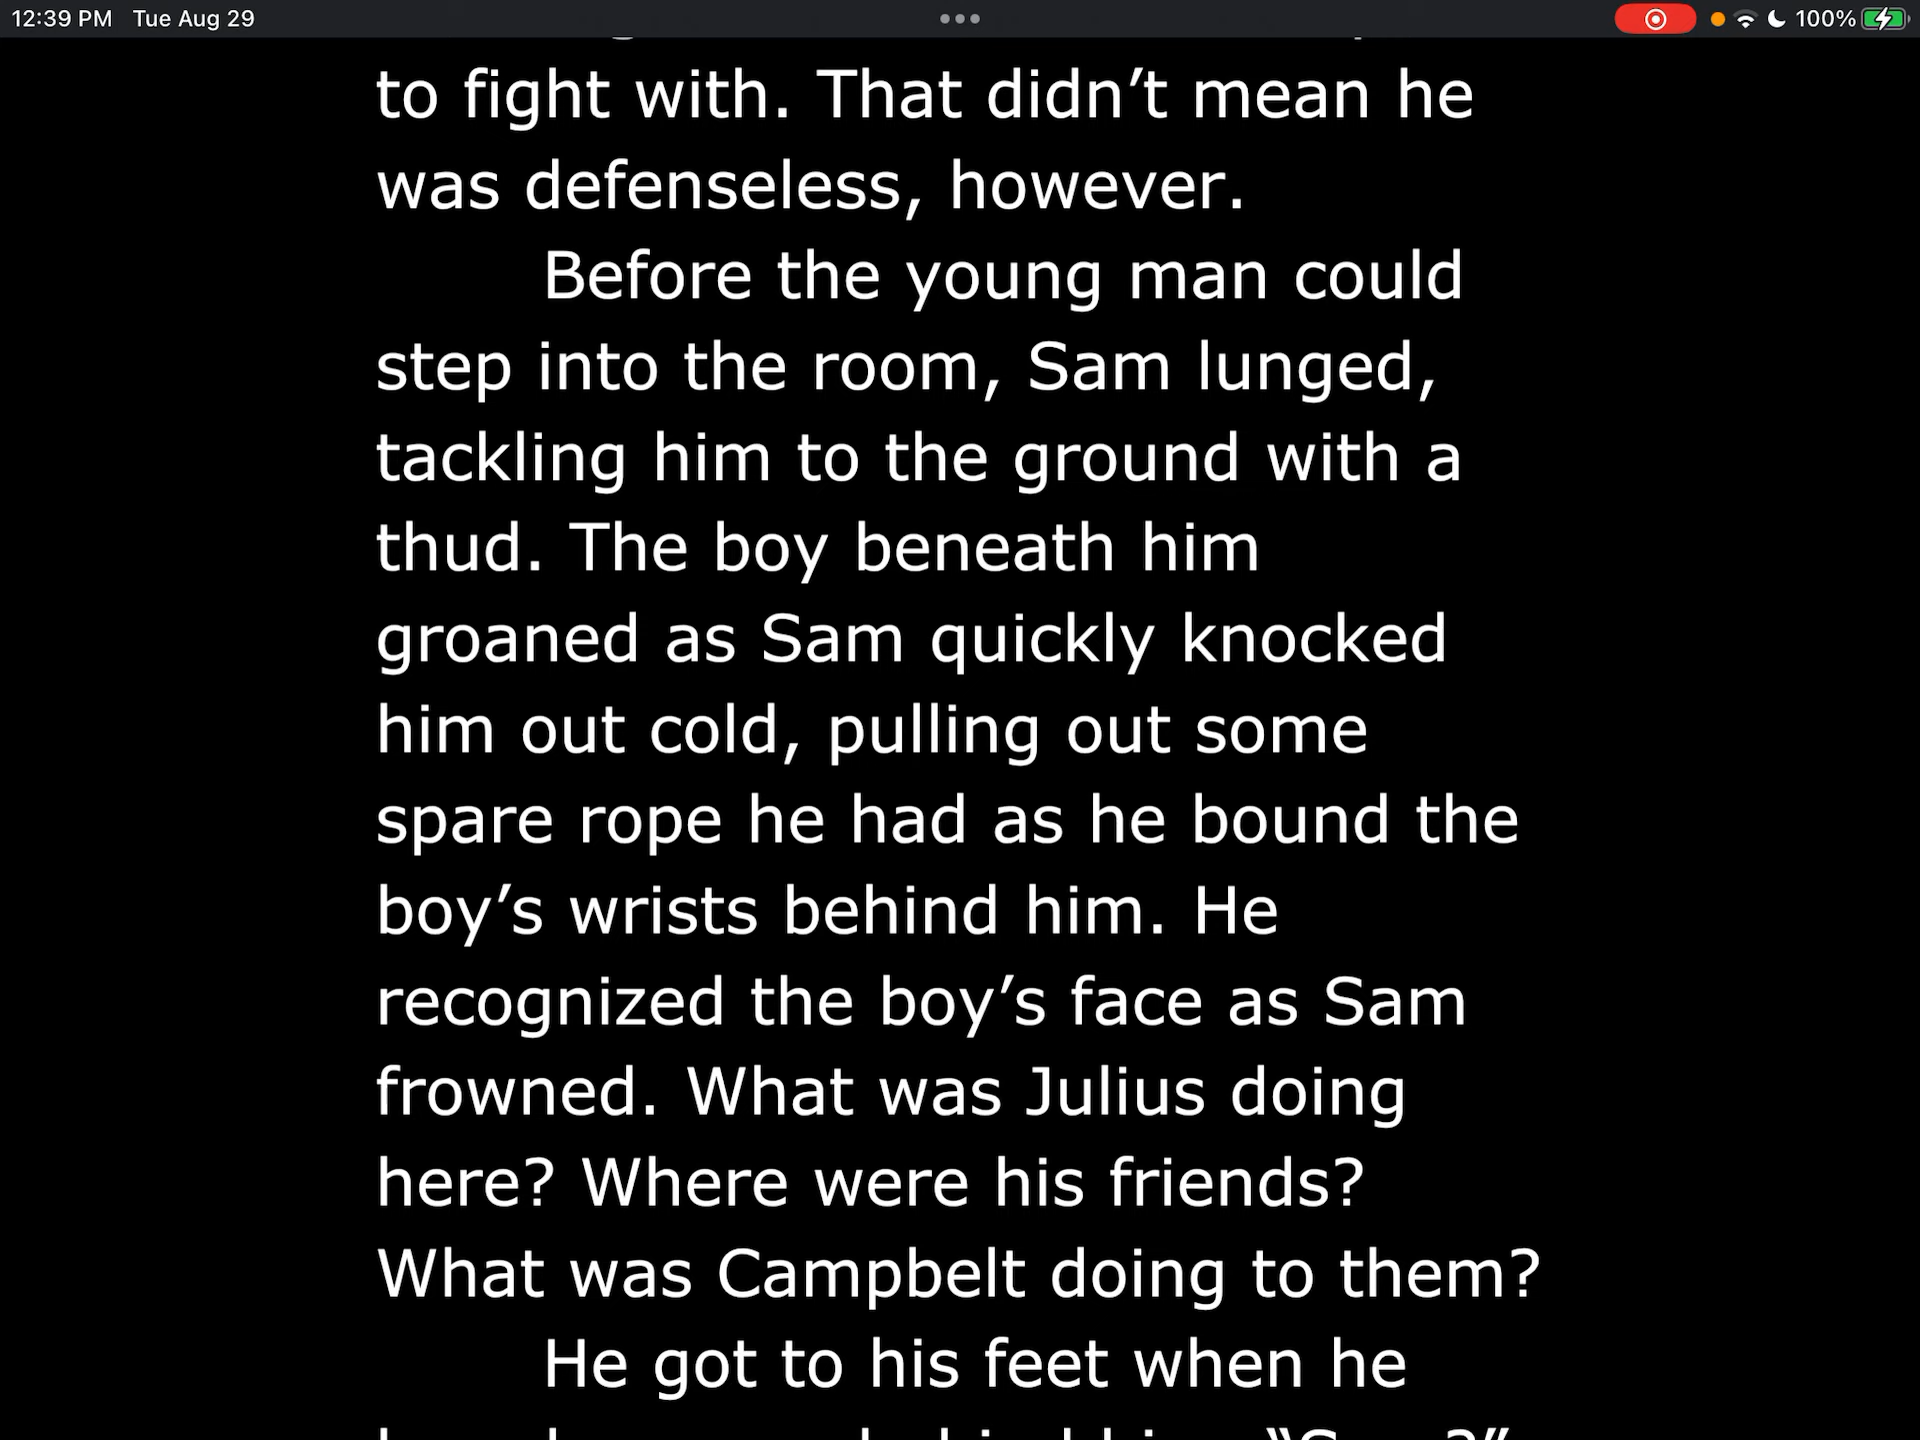 12:39 PM Tue Aug 29
100%
to fight with. That didn’t mean he
was defenseless, however.
Before the young man could
step into the room, Sam lunged,
tackling him to the ground with a
thud. The boy beneath him
groaned as Sam quickly knocked
him out cold, pulling out some
spare rope he had as he bound the
boy’s wrists behind him. He
recognized the boy’s face as Sam
frowned. What was Julius doing
here? Where were his friends?
What was Campbelt doing to them?
He got to his feet when he